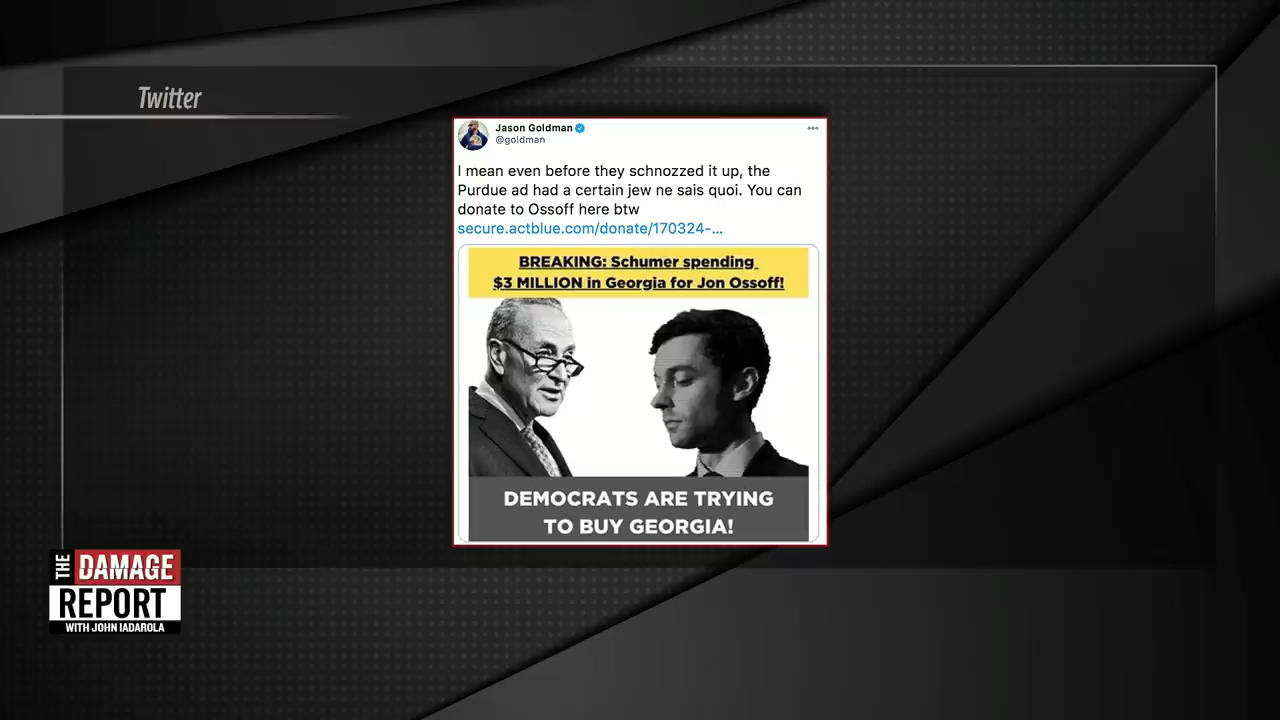 Twitter
Jason Goldman
@goldman
I mean even before they schnozzed it up, the
Purdue ad had a certain jew ne sais quoi. You can
donate to Ossoff here btw
secure.actblue.com/donate/170324-...
BREAKING: Schumer spending
$3 MILLION in Georgia for Jon Ossoff!
DEMOCRATS ARE TRYING
TO BUY GEORGIA!
THE DAMAGE
REPORT
WITH JOHN IADAROLA